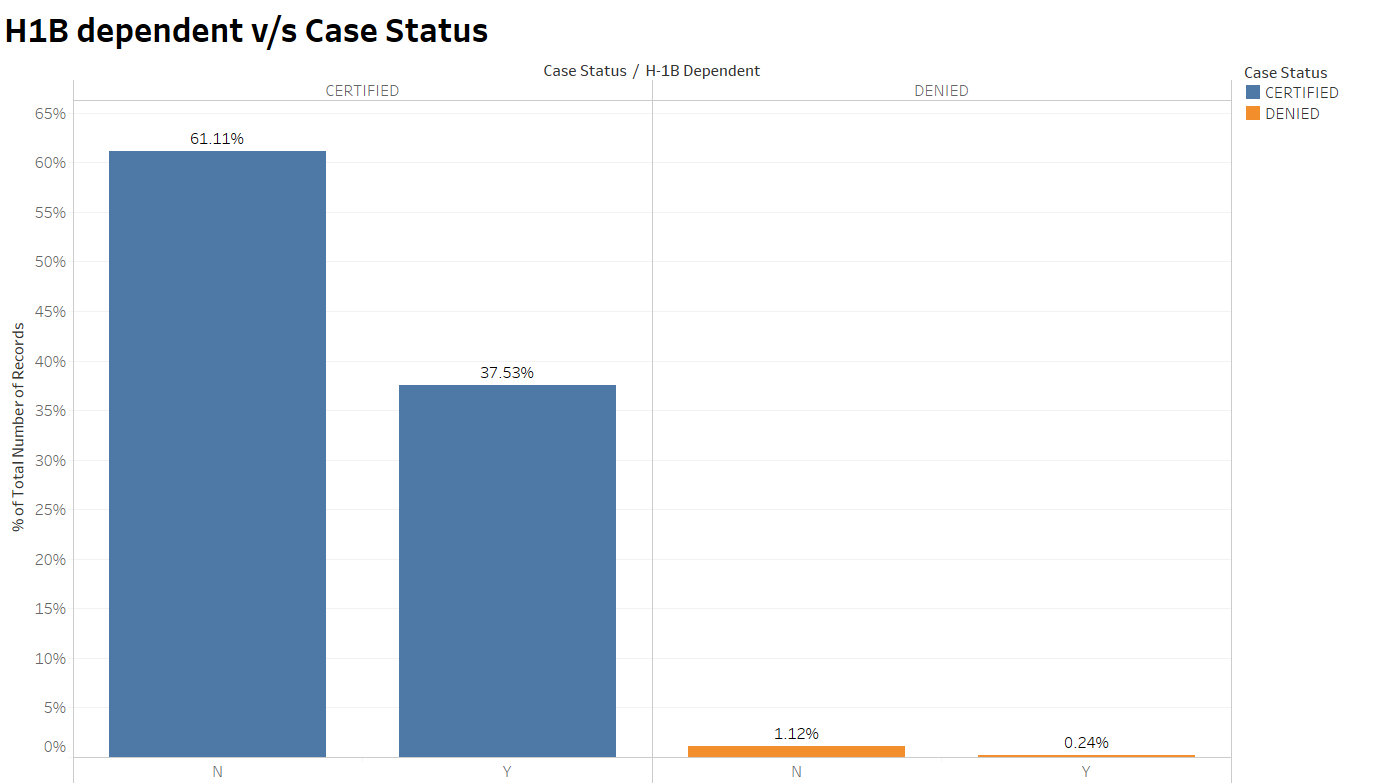 H1B dependent v/s Case Status
Case Status / H-1B Dependent
Case Status
CERTIFIED
DENIED
CERTIFIED
DENIED
65%
60%
55%
50%
45%
40%
35%
30%
25%
20%
15%
10%
5%
0%
% of Total Number of Records
61.11%
37.53%
1.12%
0.24%
N
Y
N
Y